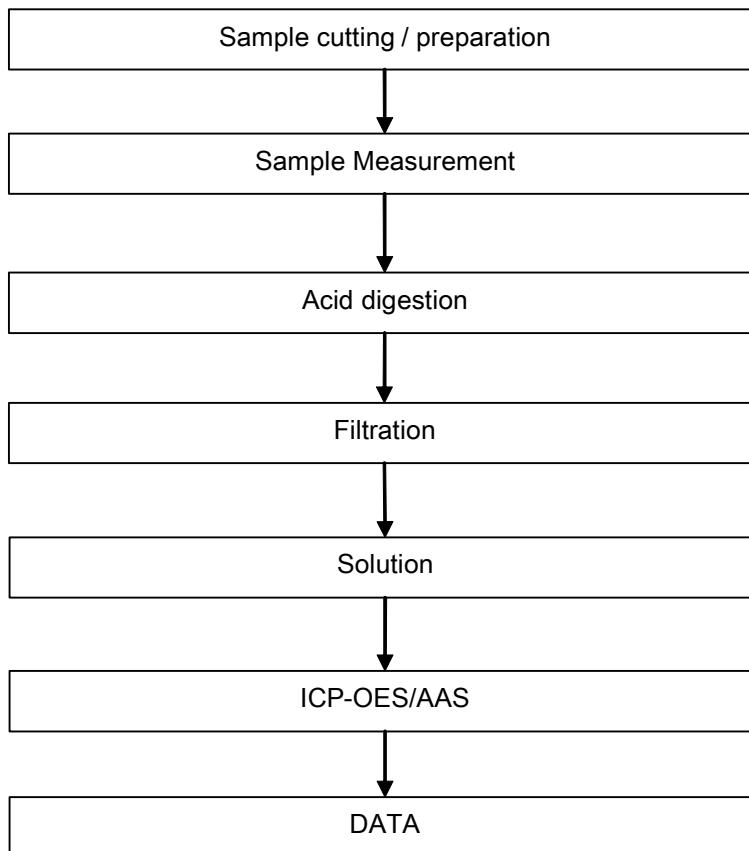 Sample cutting / preparation
Sample Measurement
Acid digestion
Filtration
Solution
ICP-OES/AAS
DATA